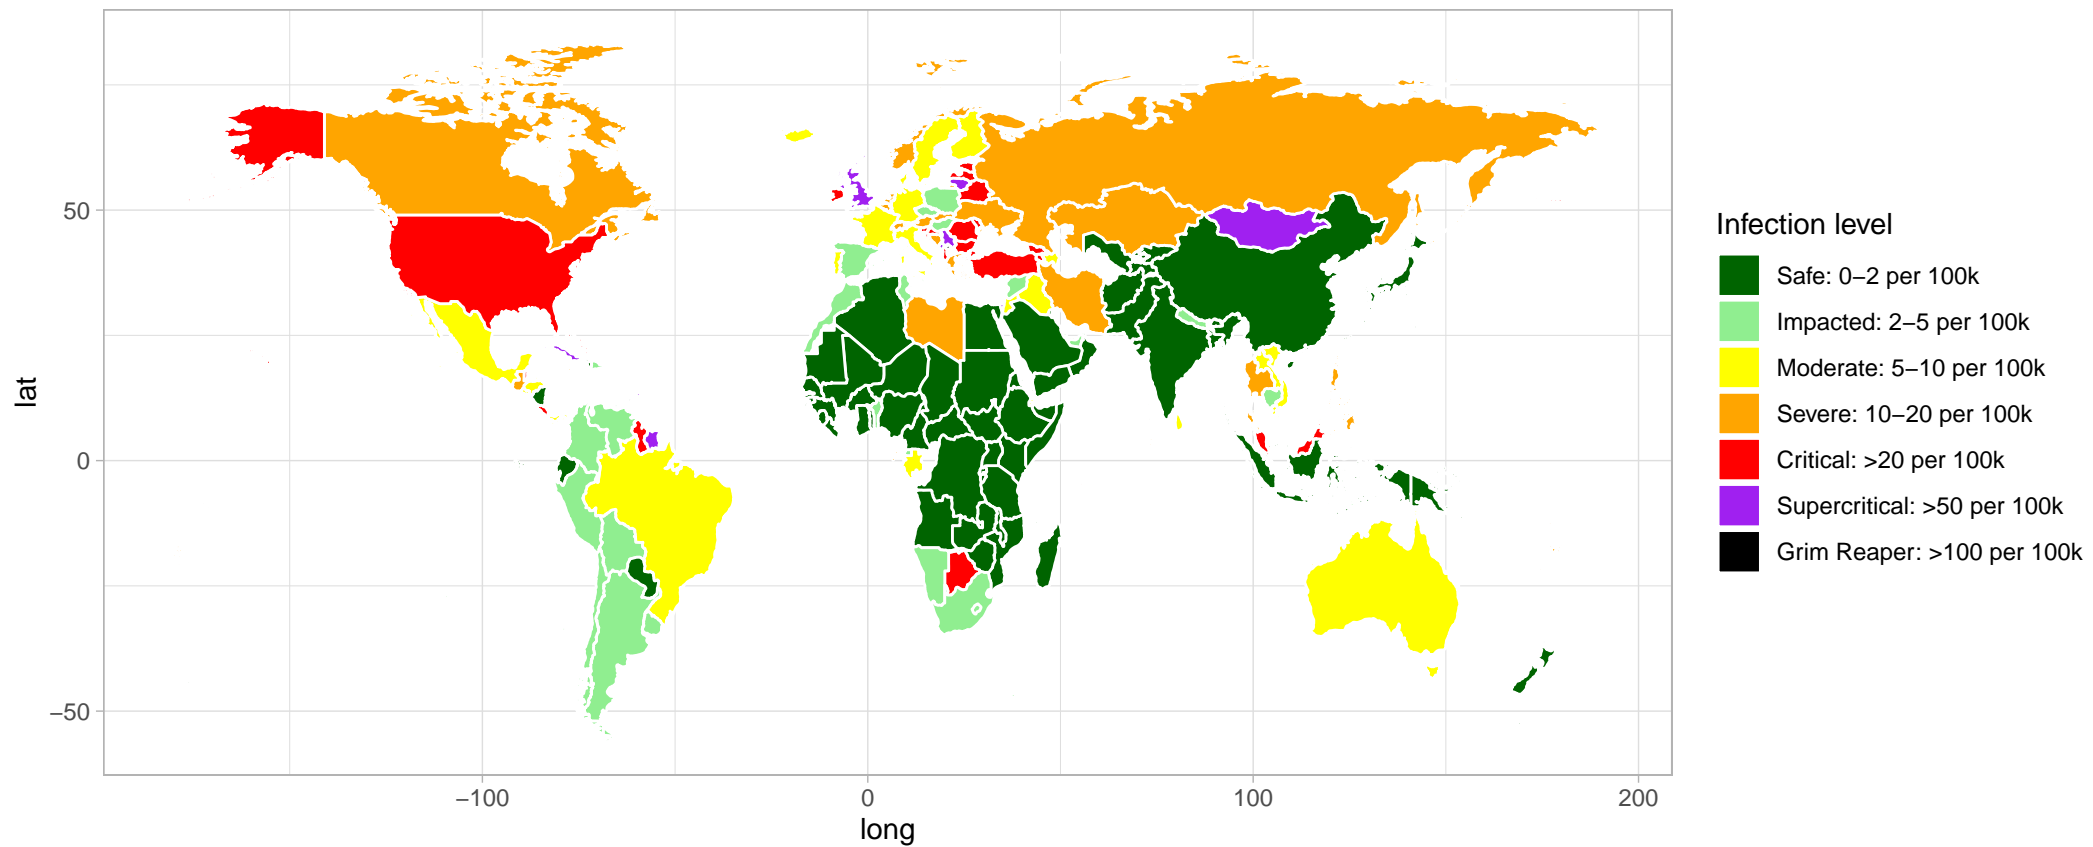 lat
50
0
−50
−100
0
100
200
long
Infection level
Safe: 0−2 per 100k
Impacted: 2−5 per 100k
Moderate: 5−10 per 100k
Severe: 10−20 per 100k
Critical: >20 per 100k
Supercritical: >50 per 100k
Grim Reaper: >100 per 100k